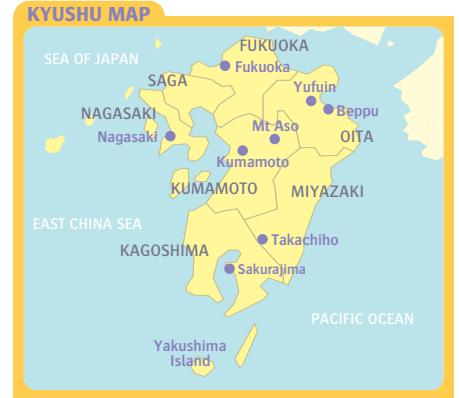 KYUSHU MAP
FUKUOKA
SEA OF JAPAN
Fukuoka
SAGA
Yufuin
Beppu
NAGASAKI
Mt Aso
Nagasaki
OITA
Kumamoto
KUMAMOTO
MIYAZAKI
EAST CHINA SEA
Takachiho
KAGOSHIMA
Sakurajima
PACIFIC OCEAN
Yakushima
Island